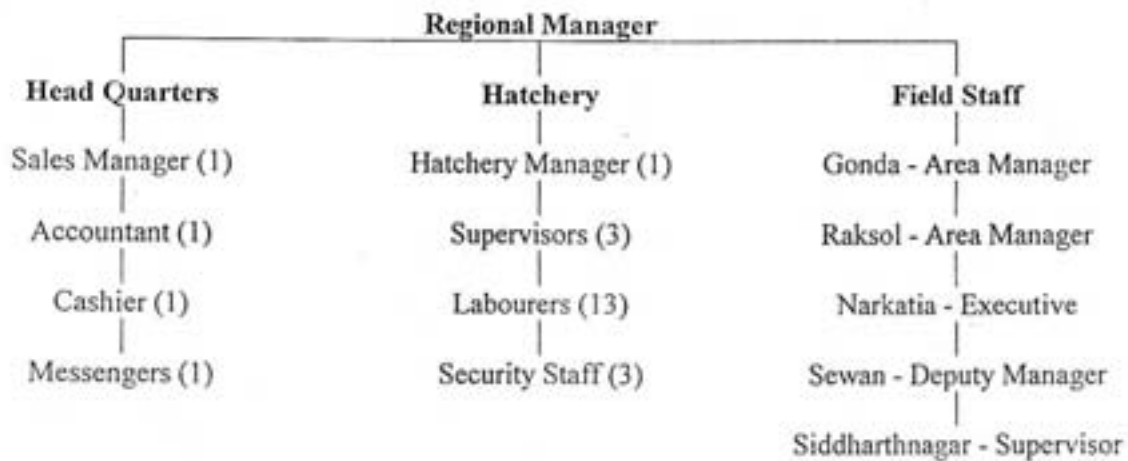 Regional Manager
Head Quarters
Hatchery
Field Staff
Sales Manager (1)
Hatchery Manager (1)
Gonda - Area Manager
Accountant (1)
Supervisors (3)
Raksol - Area Manager
Cashier (1)
Labourers (13)
Narkatia - Executive
Messengers (1)
Security Staff (3)
Sewan - Deputy Manager
Siddharthnagar - Supervisor